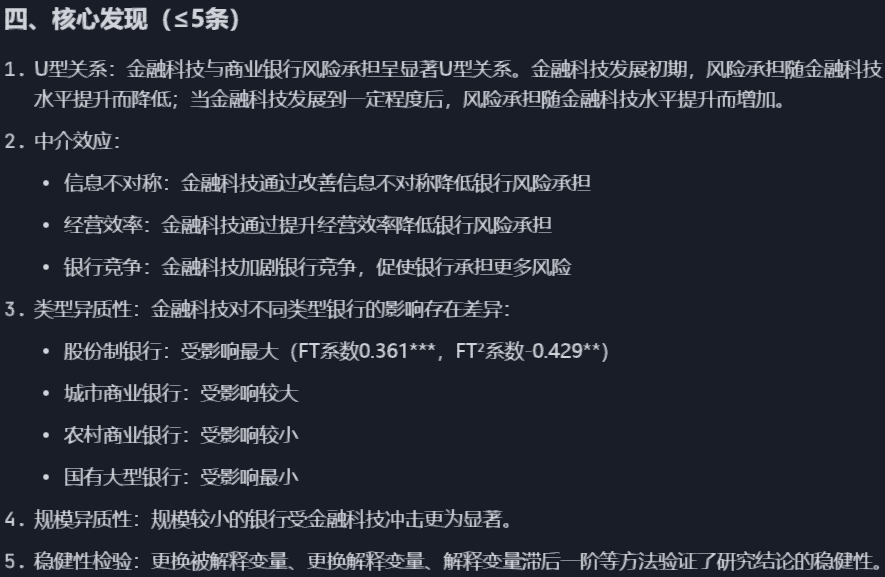 四、核心发现（≤5条）
1. U型关系：金融科技与商业银行风险承担呈显著U型关系。金融科技发展初期，风险承担随金融科技
水平提升而降低；当金融科技发展到一定程度后，风险承担随金融科技水平提升而增加。
2. 中介效应：
• 信息不对称：金融科技通过改善信息不对称降低银行风险承担
• 经营效率：金融科技通过提升经营效率降低银行风险承担
• 银行竞争：金融科技加剧银行竞争，促使银行承担更多风险
3. 类型异质性：金融科技对不同类型银行的影响存在差异：
• 股份制银行：受影响最大（FT系数0.361***，FT²系数-0.429**）
• 城市商业银行：受影响较大
• 农村商业银行：受影响较小
• 国有大型银行：受影响最小
4. 规模异质性：规模较小的银行受金融科技冲击更为显著。
5. 稳健性检验：更换被解释变量、更换解释变量、解释变量滞后一阶等方法验证了研究结论的稳健性。